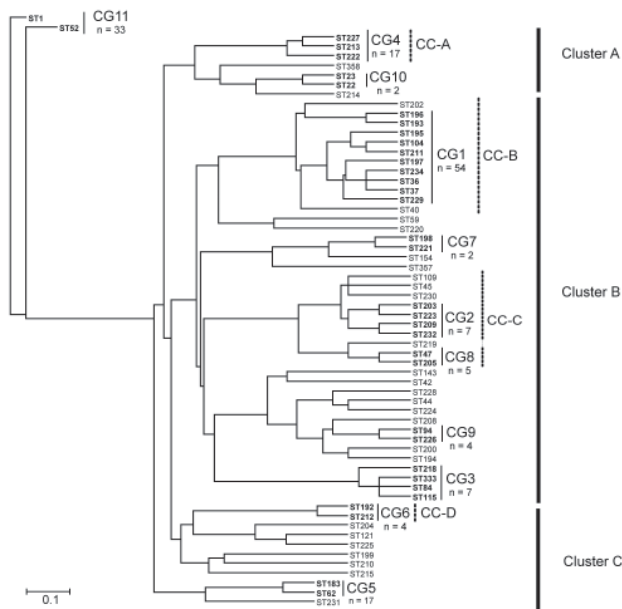 ST1
ST52
CG11
n = 33
ST227
ST213
ST222
CG4
n = 17
CC-A
ST358
ST23
ST22
CG10
n = 2
ST214
Cluster A
ST202
ST196
ST193
ST195
ST104
ST211
ST197
ST234
ST36
ST37
ST229
CG1
n = 54
CC-B
ST40
ST59
ST220
ST198
ST221
CG7
n = 2
ST154
ST357
Cluster B
ST109
ST45
ST230
ST203
ST223
ST209
ST232
CG2
n = 7
CC-C
ST219
ST47
ST205
CG8
n = 5
ST143
ST42
ST228
ST44
ST224
ST208
ST94
ST226
CG9
n = 4
ST200
ST194
ST218
ST333
ST84
ST115
CG3
n = 7
ST192
ST212
CG6
n = 4
CC-D
ST204
ST121
ST225
ST199
ST210
ST215
Cluster C
ST183
ST62
CG5
n = 17
ST231
0.1